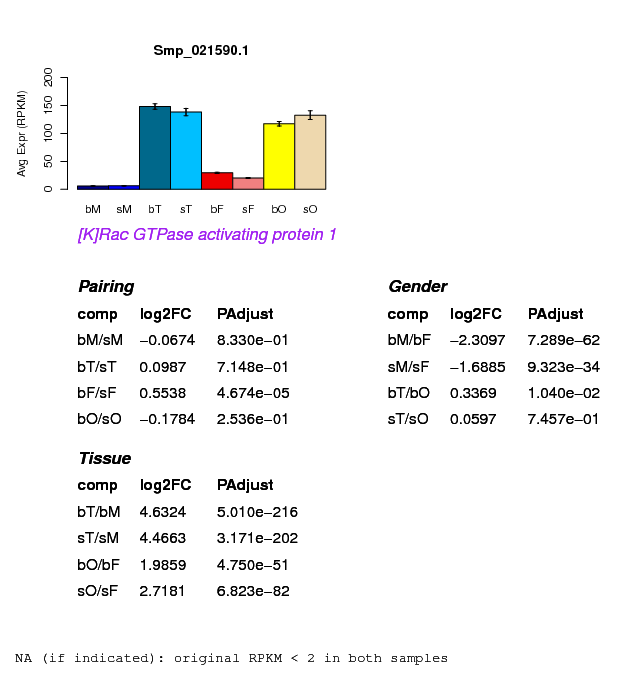 Smp_021590.1
Avg Expr (RPKM)
0 50 100 150 200
bM sM bT sT bF sF bO sO
[K]Rac GTPase activating protein 1
Pairing
comp log2FC PAdjust
bM/sM −0.0674 8.330e−01
bT/sT 0.0987 7.148e−01
bF/sF 0.5538 4.674e−05
bO/sO −0.1784 2.536e−01
Gender
comp log2FC PAdjust
bM/bF −2.3097 7.289e−62
sM/sF −1.6885 9.323e−34
bT/bO 0.3369 1.040e−02
sT/sO 0.0597 7.457e−01
Tissue
comp log2FC PAdjust
bT/bM 4.6324 5.010e−216
sT/sM 4.4663 3.171e−202
bO/bF 1.9859 4.750e−51
sO/sF 2.7181 6.823e−82
NA (if indicated): original RPKM < 2 in both samples